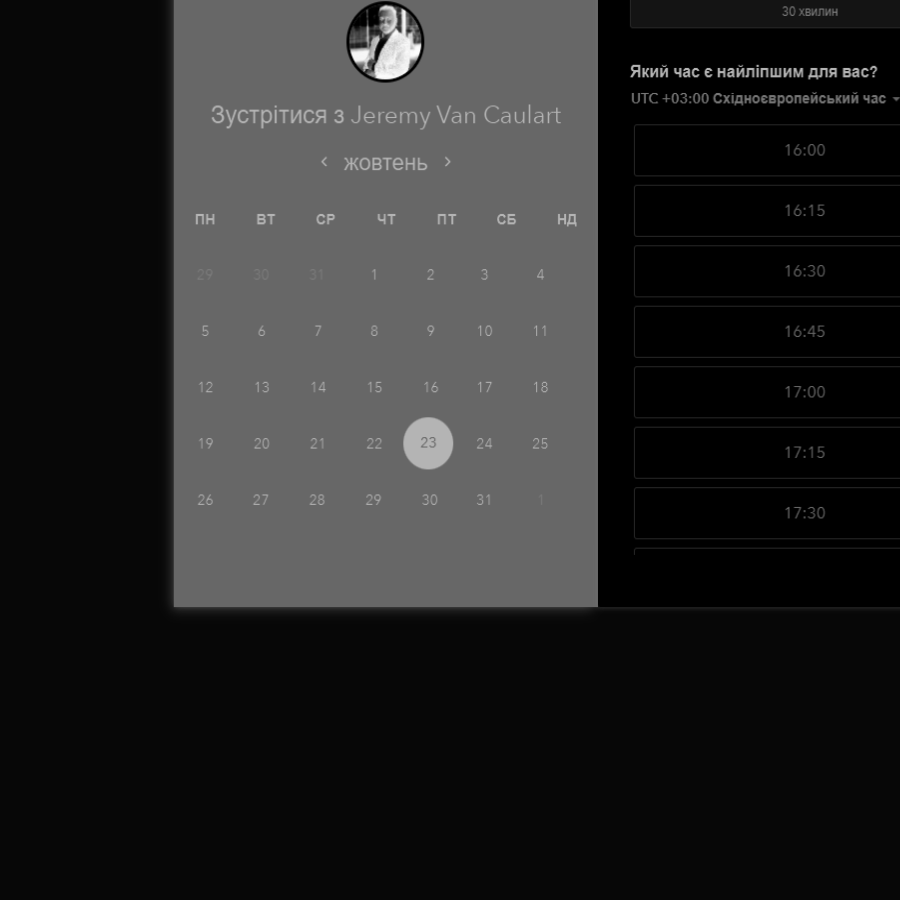 Зустрітися з Jeremy Van Caulart
жовтень
ПН ВТ СР ЧТ ПТ СБ НД
29 30 31 1 2 3 4
5 6 7 8 9 10 11
12 13 14 15 16 17 18
19 20 21 22 23 24 25
26 27 28 29 30 31 1
30 хвилин
Який час є найліпшим для вас?
UTC +03:00 Східноєвропейський час
16:00
16:15
16:30
16:45
17:00
17:15
17:30